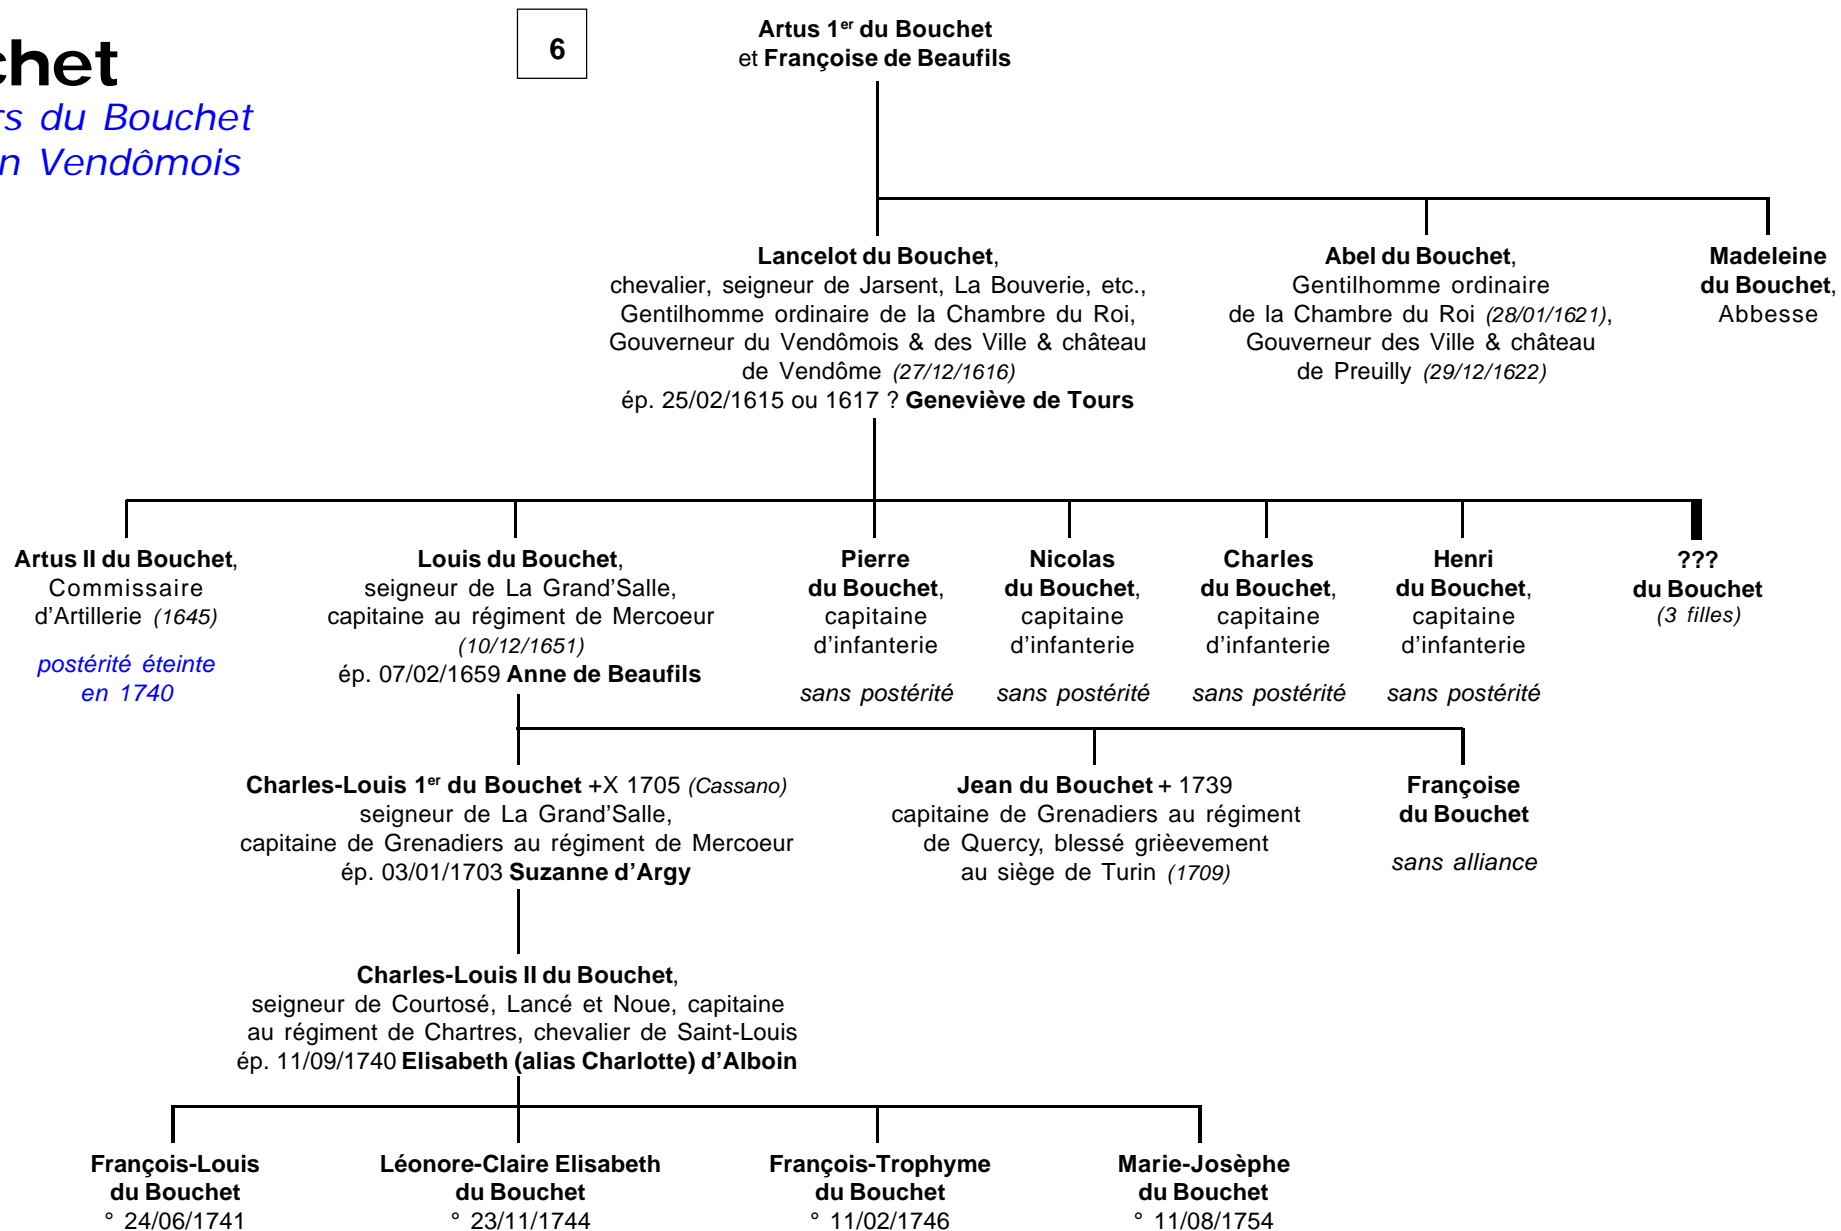 chet
rs du Bouchet
n Vendômois
6
Artus 1er du Bouchet
et Françoise de Beaufils
Lancelot du Bouchet,
chevalier, seigneur de Jarsent, La Bouverie, etc.,
Gentilhomme ordinaire de la Chambre du Roi,
Gouverneur du Vendômois & des Ville & château
de Vendôme (27/12/1616)
ép. 25/02/1615 ou 1617 ? Geneviève de Tours
Abel du Bouchet,
Gentilhomme ordinaire
de la Chambre du Roi (28/01/1621),
Gouverneur des Ville & château
de Preuilly (29/12/1622)
Madeleine
du Bouchet,
Abbesse
Artus II du Bouchet,
Commissaire
d'Artillerie (1645)
postérité éteinte
en 1740
Louis du Bouchet,
seigneur de La Grand'Salle,
capitaine au régiment de Mercoeur
(10/12/1651)
ép. 07/02/1659 Anne de Beaufils
Pierre
du Bouchet,
capitaine
d'infanterie
sans postérité
Nicolas
du Bouchet,
capitaine
d'infanterie
sans postérité
Charles
du Bouchet,
capitaine
d'infanterie
sans postérité
Henri
du Bouchet,
capitaine
d'infanterie
sans postérité
???
du Bouchet
(3 filles)
Charles-Louis 1er du Bouchet +X 1705 (Cassano)
seigneur de La Grand'Salle,
capitaine de Grenadiers au régiment de Mercoeur
ép. 03/01/1703 Suzanne d'Argy
Jean du Bouchet + 1739
capitaine de Grenadiers au régiment
de Quercy, blessé grièevement
au siège de Turin (1709)
Françoise
du Bouchet
sans alliance
Charles-Louis II du Bouchet,
seigneur de Courtosé, Lancé et Noue, capitaine
au régiment de Chartres, chevalier de Saint-Louis
ép. 11/09/1740 Elisabeth (alias Charlotte) d'Alboin
François-Louis
du Bouchet
° 24/06/1741
Léonore-Claire Elisabeth
du Bouchet
° 23/11/1744
François-Trophyme
du Bouchet
° 11/02/1746
Marie-Josèphe
du Bouchet
° 11/08/1754